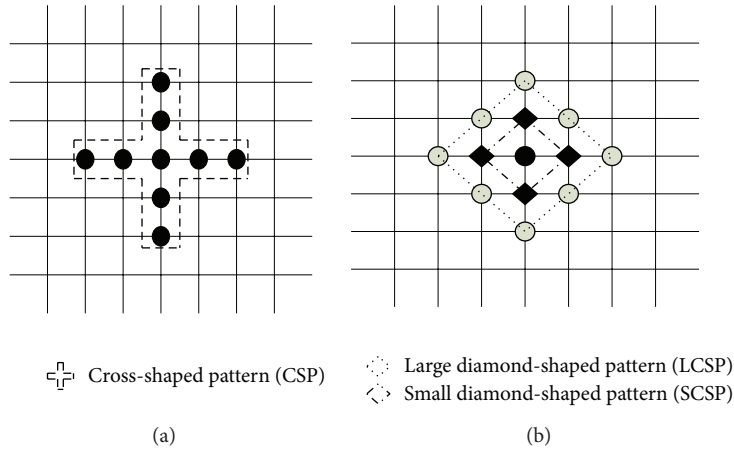 Cross-shaped pattern (CSP)
(a)
Large diamond-shaped pattern (LCSP)
Small diamond-shaped pattern (SCSP)
(b)